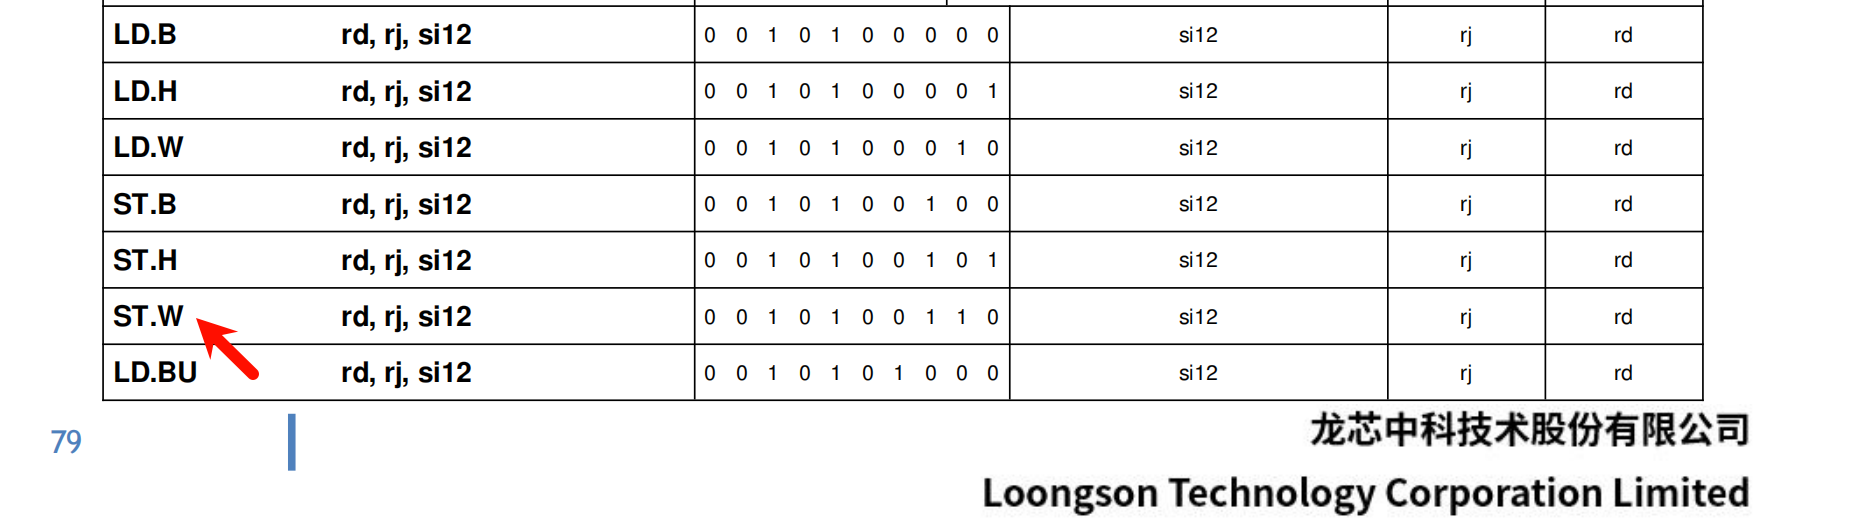 LD.B rd, rj, si12 0 0 1 0 1 0 0 0 0 0 si12 rj rd
LD.H rd, rj, si12 0 0 1 0 1 0 0 0 0 1 si12 rj rd
LD.W rd, rj, si12 0 0 1 0 1 0 0 0 1 0 si12 rj rd
ST.B rd, rj, si12 0 0 1 0 1 0 0 1 0 0 si12 rj rd
ST.H rd, rj, si12 0 0 1 0 1 0 0 1 0 1 si12 rj rd
ST.W rd, rj, si12 0 0 1 0 1 0 0 1 1 0 si12 rj rd
LD.BU rd, rj, si12 0 0 1 0 1 0 1 0 0 0 si12 rj rd
79
龙芯中科技术股份有限公司
Loongson Technology Corporation Limited